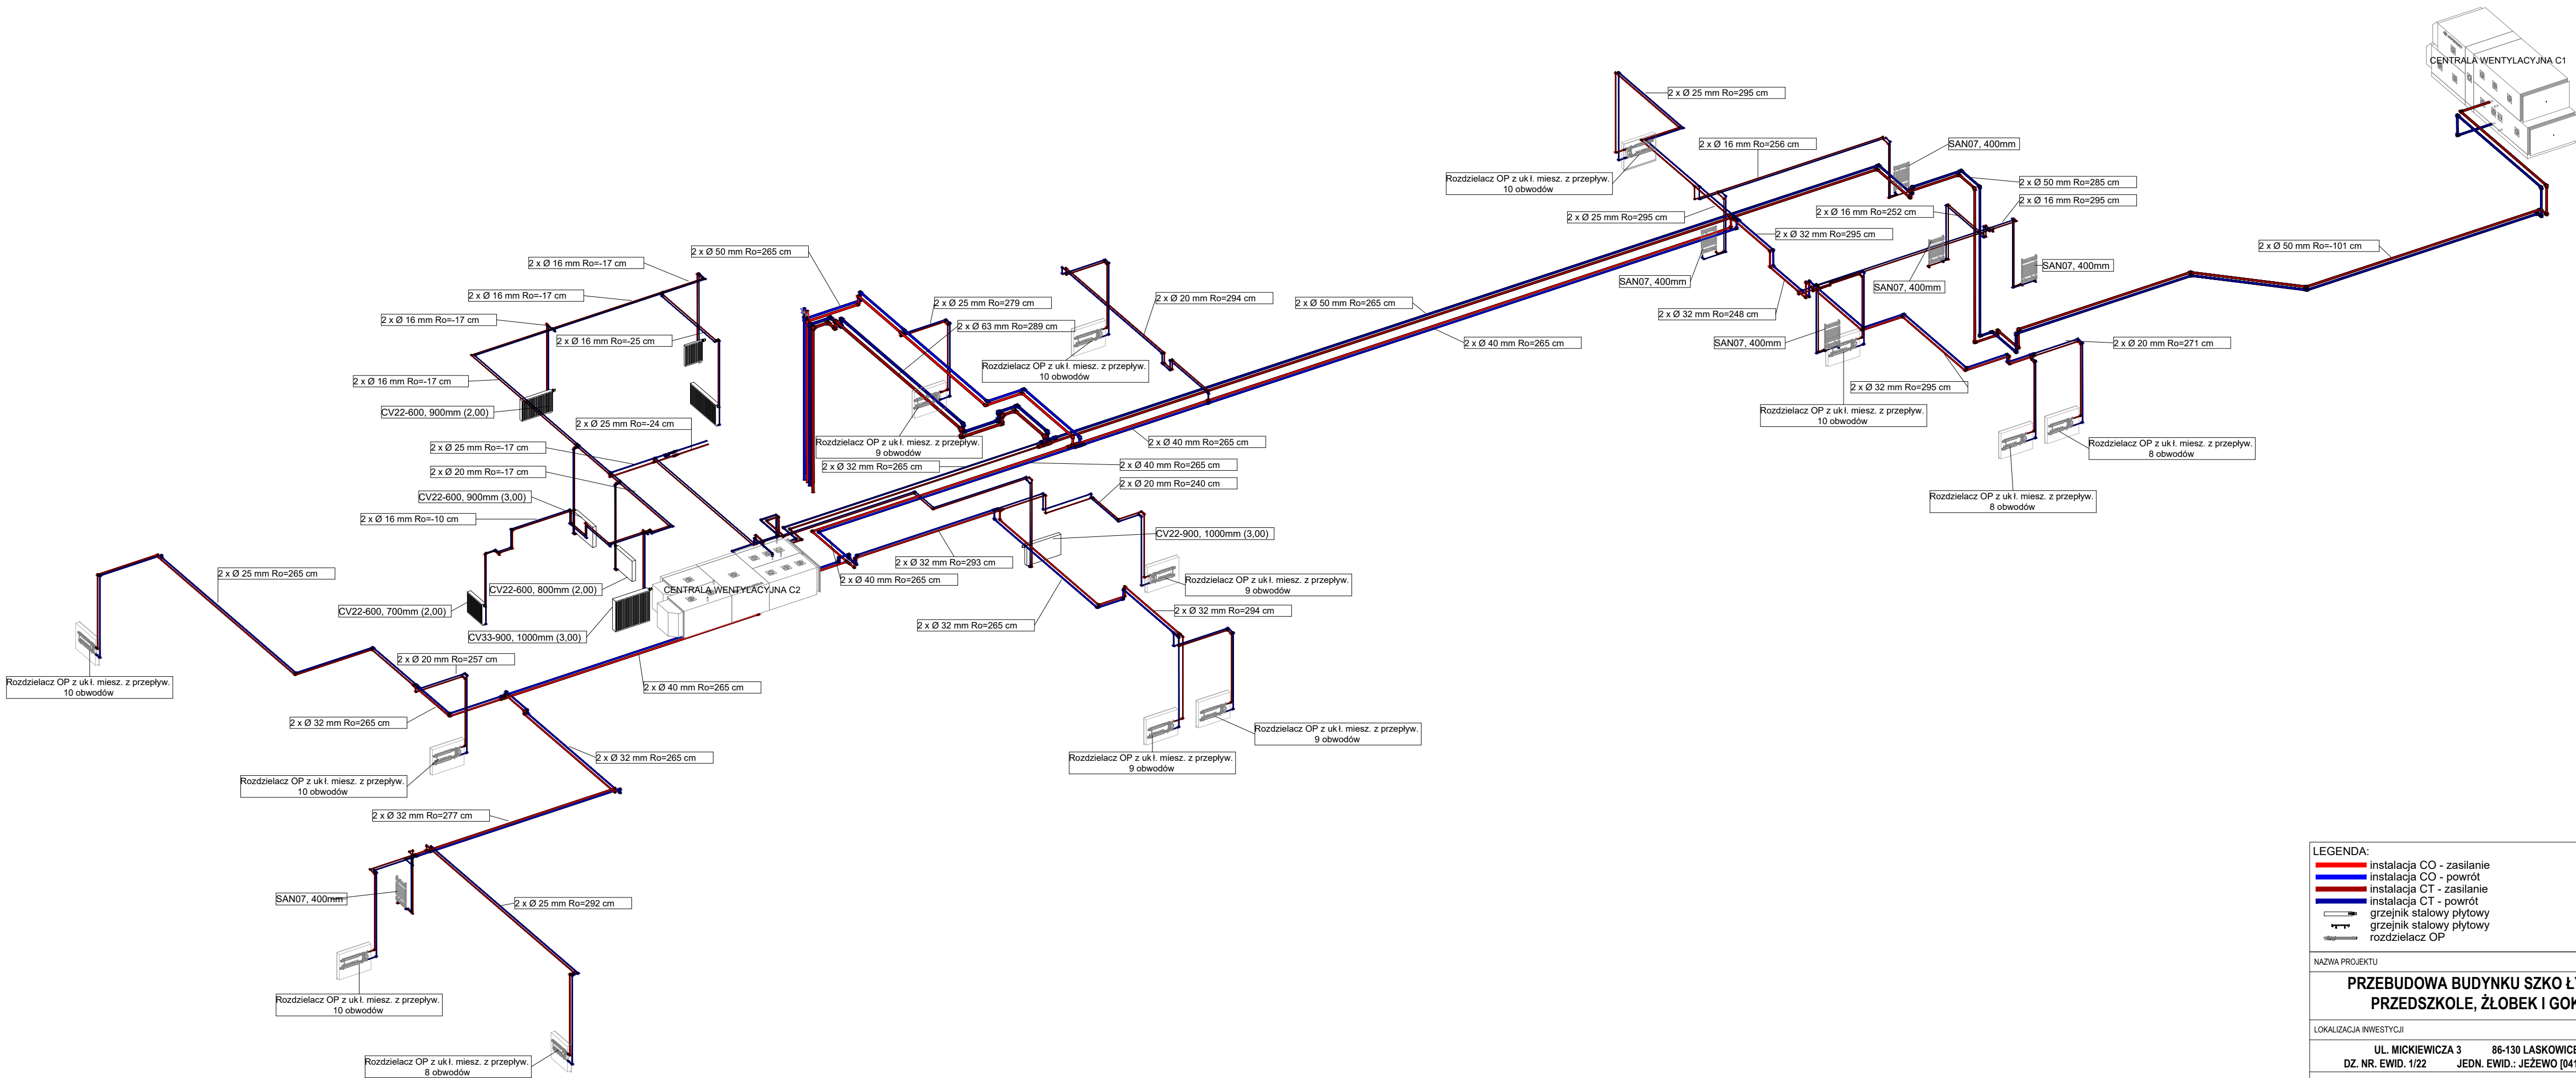 CENTRALA WENTYLACYJNA C1
2 x Ø 25 mm Ro=295 cm
2 x Ø 16 mm Ro=256 cm
SAN07, 400mm
Rozdzielacz OP z ukł. miesz. z przepływ.
10 obwodów
2 x Ø 50 mm Ro=285 cm
2 x Ø 16 mm Ro=295 cm
2 x Ø 25 mm Ro=295 cm
2 x Ø 16 mm Ro=252 cm
2 x Ø 32 mm Ro=295 cm
2 x Ø 50 mm Ro=-101 cm
2 x Ø 50 mm Ro=265 cm
2 x Ø 16 mm Ro=-17 cm
SAN07, 400mm
SAN07, 400mm
SAN07, 400mm
2 x Ø 16 mm Ro=-17 cm
2 x Ø 25 mm Ro=279 cm
2 x Ø 20 mm Ro=294 cm
2 x Ø 50 mm Ro=265 cm
2 x Ø 32 mm Ro=248 cm
2 x Ø 16 mm Ro=-17 cm
2 x Ø 63 mm Ro=289 cm
2 x Ø 16 mm Ro=-25 cm
2 x Ø 40 mm Ro=265 cm
SAN07, 400mm
2 x Ø 20 mm Ro=271 cm
Rozdzielacz OP z ukł. miesz. z przepływ.
10 obwodów
2 x Ø 16 mm Ro=-17 cm
2 x Ø 32 mm Ro=295 cm
CV22-600, 900mm (2,00)
Rozdzielacz OP z ukł. miesz. z przepływ.
10 obwodów
2 x Ø 25 mm Ro=-24 cm
Rozdzielacz OP z ukł. miesz. z przepływ.
9 obwodów
2 x Ø 40 mm Ro=265 cm
Rozdzielacz OP z ukł. miesz. z przepływ.
8 obwodów
2 x Ø 25 mm Ro=-17 cm
2 x Ø 32 mm Ro=265 cm
2 x Ø 40 mm Ro=265 cm
2 x Ø 20 mm Ro=-17 cm
2 x Ø 20 mm Ro=240 cm
CV22-600, 900mm (3,00)
Rozdzielacz OP z ukł. miesz. z przepływ.
8 obwodów
2 x Ø 16 mm Ro=-10 cm
CV22-900, 1000mm (3,00)
2 x Ø 32 mm Ro=293 cm
2 x Ø 25 mm Ro=265 cm
2 x Ø 40 mm Ro=265 cm
Rozdzielacz OP z ukł. miesz. z przepływ.
9 obwodów
CV22-600, 800mm (2,00)
CENTRALA WENTYLACYJNA C2
CV22-600, 700mm (2,00)
2 x Ø 32 mm Ro=294 cm
2 x Ø 32 mm Ro=265 cm
CV33-900, 1000mm (3,00)
2 x Ø 20 mm Ro=257 cm
Rozdzielacz OP z ukł. miesz. z przepływ.
10 obwodów
2 x Ø 40 mm Ro=265 cm
2 x Ø 32 mm Ro=265 cm
Rozdzielacz OP z ukł. miesz. z przepływ.
9 obwodów
2 x Ø 32 mm Ro=265 cm
Rozdzielacz OP z ukł. miesz. z przepływ.
9 obwodów
Rozdzielacz OP z ukł. miesz. z przepływ.
10 obwodów
2 x Ø 32 mm Ro=277 cm
SAN07, 400mm
2 x Ø 25 mm Ro=292 cm
Rozdzielacz OP z ukł. miesz. z przepływ.
10 obwodów
Rozdzielacz OP z ukł. miesz. z przepływ.
8 obwodów
LEGENDA:
instalacja CO - zasilanie
instalacja CO - powrót
instalacja CT - zasilanie
instalacja CT - powrót
grzejnik stalowy płytowy
grzejnik stalowy płytowy
rozdzielacz OP
NAZWA PROJEKTU
PRZEBUDOWA BUDYNKU SZKOŁY
PRZEDSZKOLE, ŻŁOBEK I GOK
LOKALIZACJA INWESTYCJI
UL. MICKIEWICZA 3 86-130 LASKOWICE
DZ. NR. EWID. 1/22 JEDN. EWID.: JEŻEWO [041